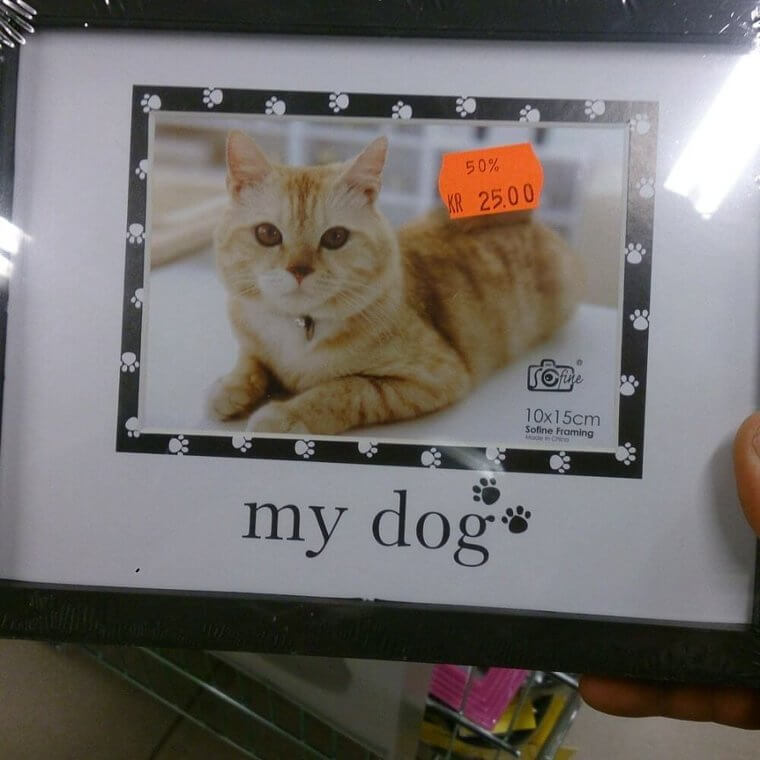 50%
KR 25.00
Sofine®
10x15cm
Sofine Framing
Made in China
my dog